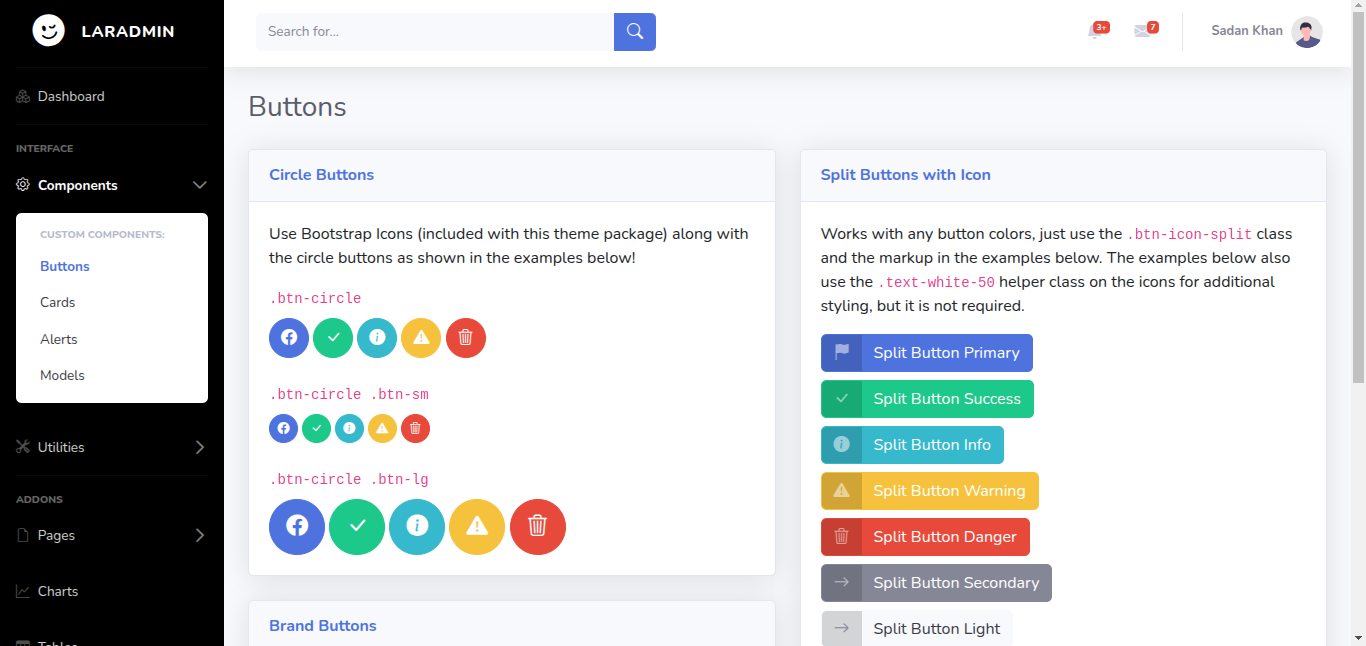 LARADMIN
Search for...
3+
7
Sadan Khan
Dashboard
INTERFACE
Components
CUSTOM COMPONENTS:
Buttons
Cards
Alerts
Models
Utilities
ADDONS
Pages
Charts
Tables
Buttons
Circle Buttons
Use Bootstrap Icons (included with this theme package) along with
the circle buttons as shown in the examples below!
.btn-circle
.btn-circle .btn-sm
.btn-circle .btn-lg
Brand Buttons
Split Buttons with Icon
Works with any button colors, just use the .btn-icon-split class
and the markup in the examples below. The examples below also
use the .text-white-50 helper class on the icons for additional
styling, but it is not required.
Split Button Primary
Split Button Success
Split Button Info
Split Button Warning
Split Button Danger
Split Button Secondary
Split Button Light